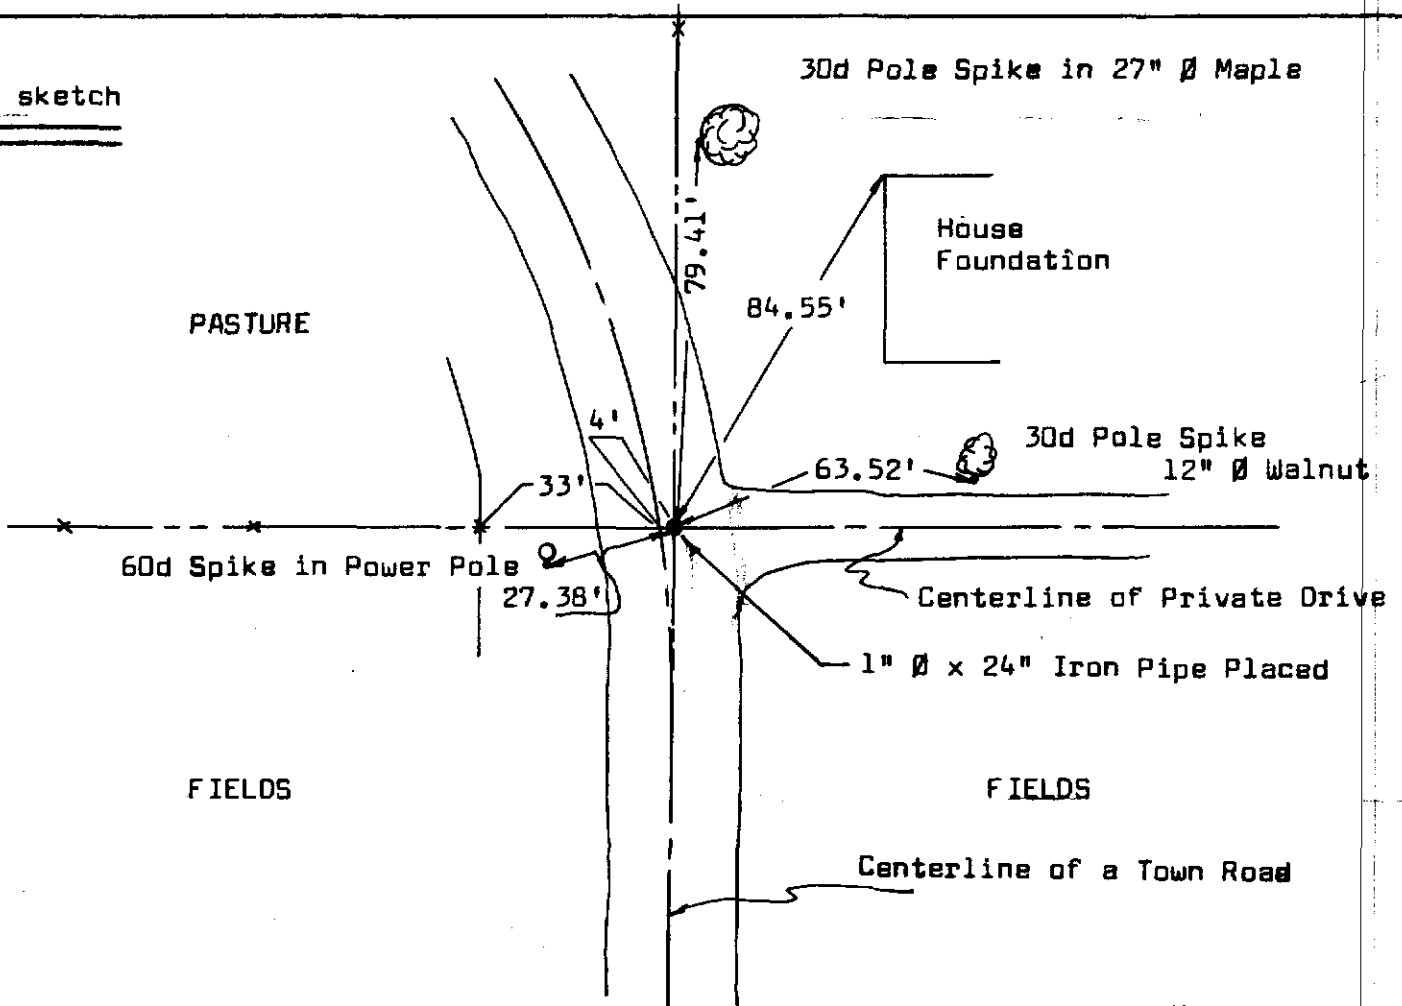 sketch
30d Pole Spike in 27" Ø Maple
79.41'
House
Foundation
84.55'
PASTURE
4'
30d Pole Spike
12" Ø Walnut
63.52'
33'
60d Spike in Power Pole
27.38'
Centerline of Private Drive
1" Ø x 24" Iron Pipe Placed
FIELDS
FIELDS
Centerline of a Town Road